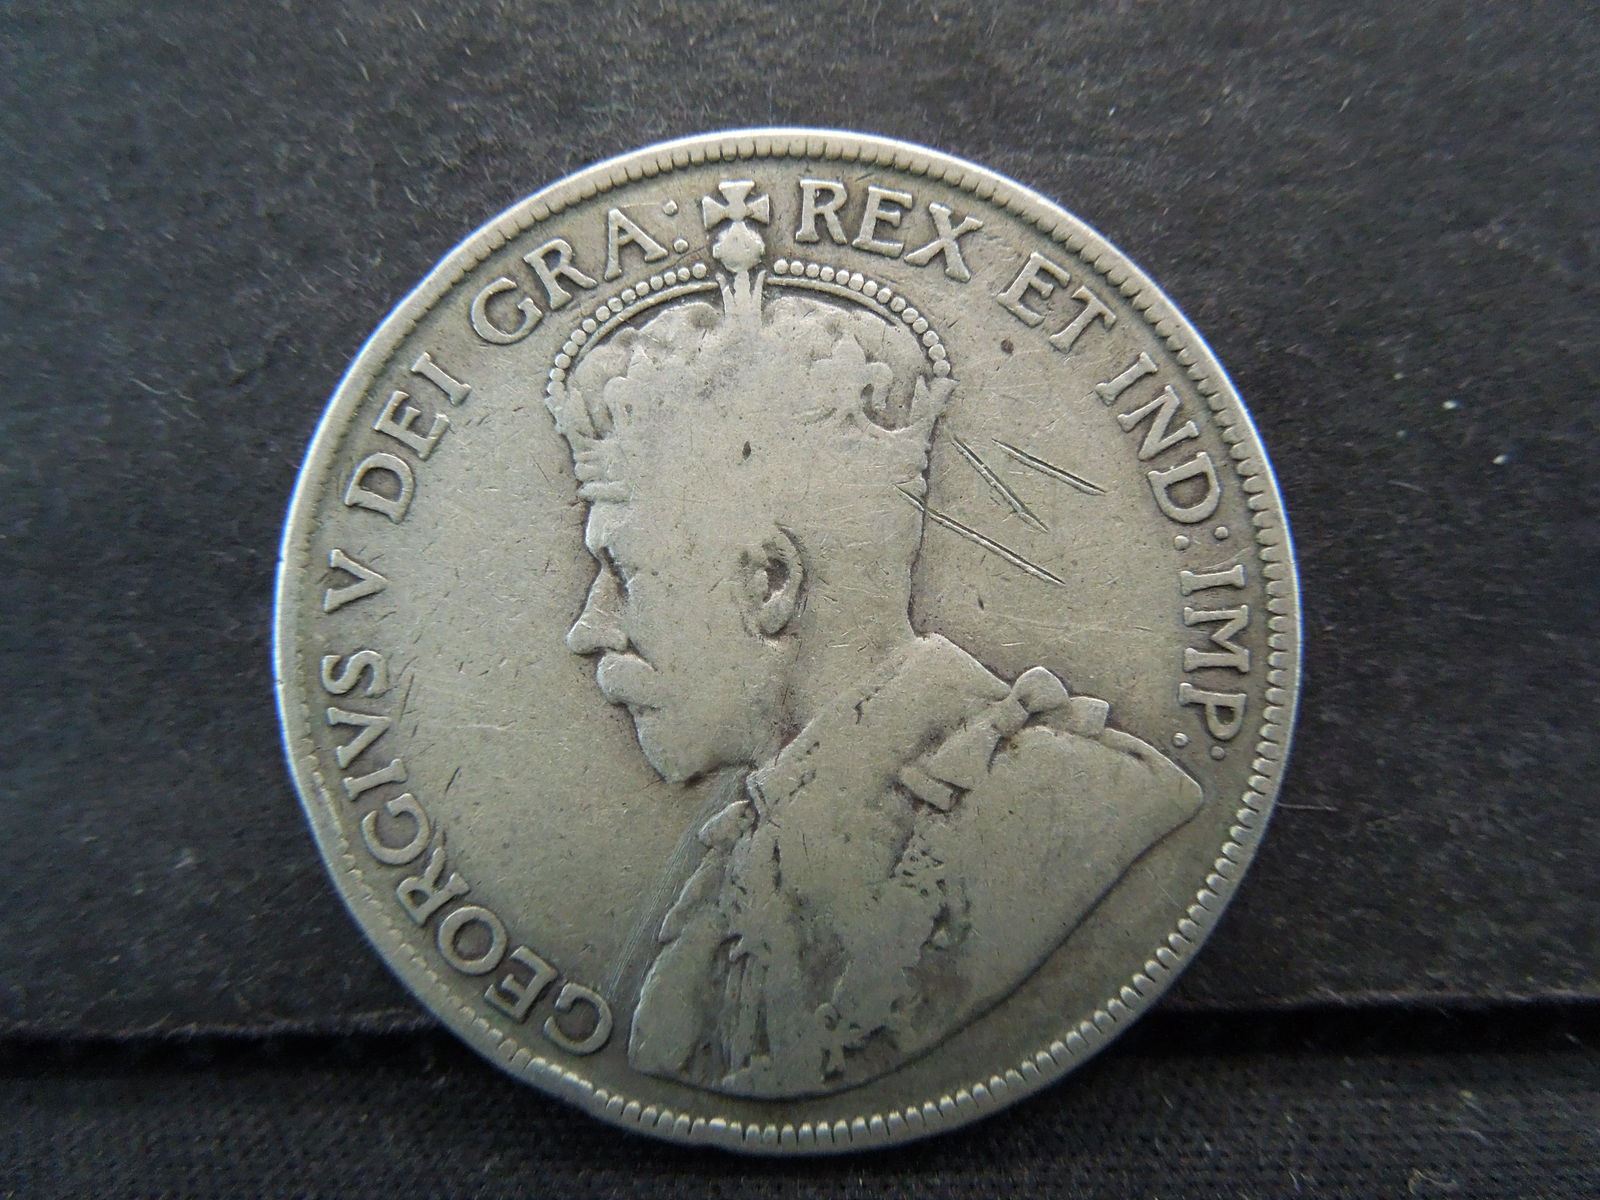 GEORGIVS V DEI GRA: REX ET IND: IMP: